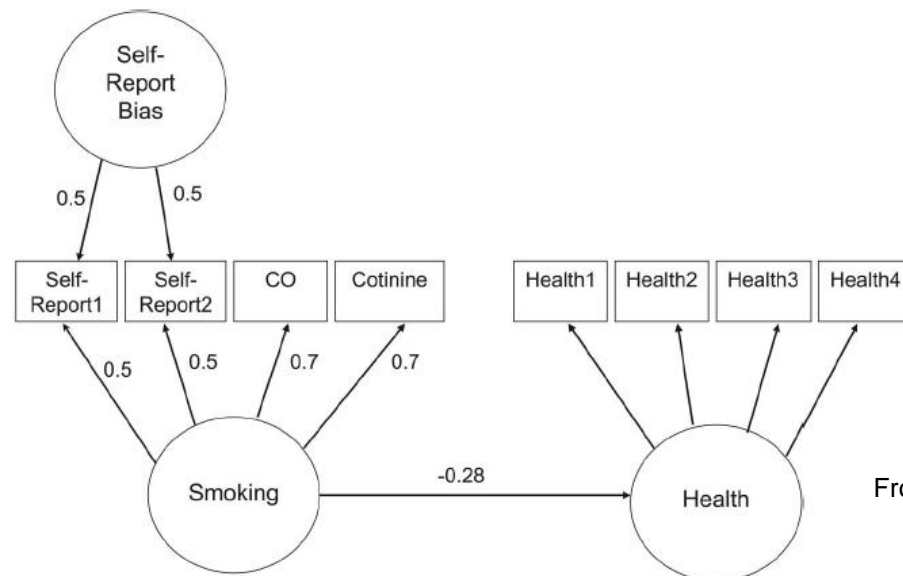 Self-
Report
Bias
0.5
0.5
Self-
Report1
Self-
Report2
CO
Cotinine
Health1
Health2
Health3
Health4
0.5
0.5
0.7
0.7
Smoking
-0.28
Health
Fro